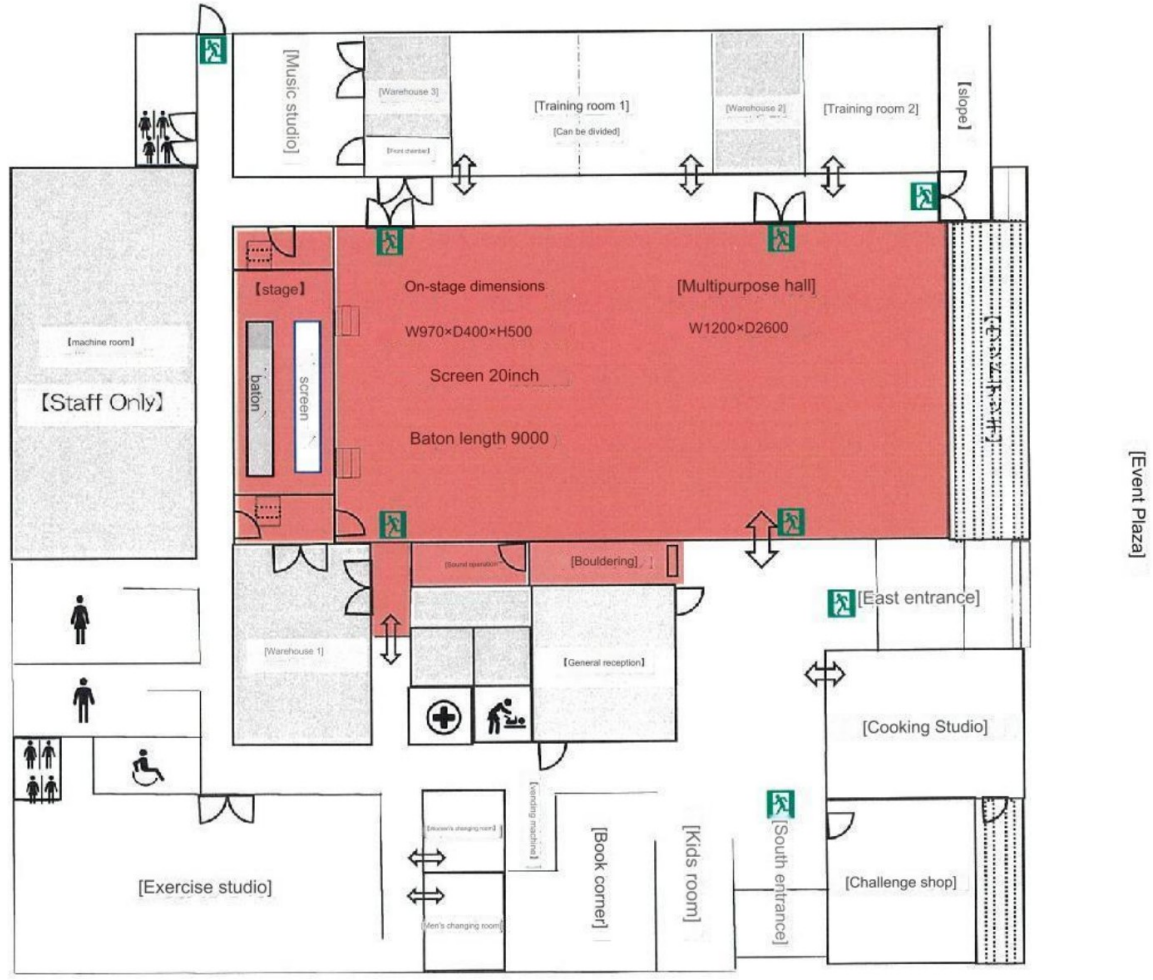 [Music studio]
[Warehouse 3]
[Training room 1]
[Can be divided]
[Warehouse 2]
[Training room 2]
【slope】
【stage】
On-stage dimensions
[Multipurpose hall]
W970×D400×H500
W1200×D2600
Screen 20inch
Baton length 9000
baton
screen
【machine room】
【Staff Only】
[Event Plaza]
[Sound operation]
[Bouldering]
[East entrance]
[Warehouse 1]
[General reception]
[Cooking Studio]
[vending machine]
[Women's changing room]
[Men's changing room]
[Exercise studio]
[Book corner]
[Kids room]
[South entrance]
[Challenge shop]